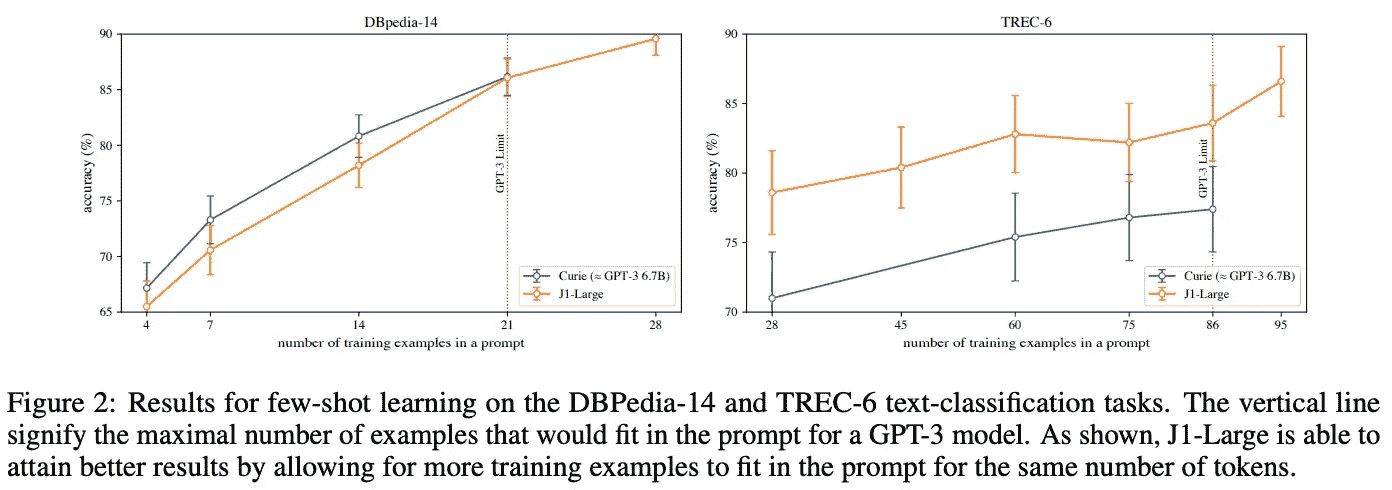 DBpedia-14
90
85
80
75
70
65
accuracy (%)
GPT-3 Limit
Curie (≈ GPT-3 6.7B)
J1-Large
4 7 14 21 28
number of training examples in a prompt
TREC-6
90
85
80
75
70
accuracy (%)
GPT-3 Limit
Curie (≈ GPT-3 6.7B)
J1-Large
28 45 60 75 86 95
number of training examples in a prompt
Figure 2: Results for few-shot learning on the DBPedia-14 and TREC-6 text-classification tasks. The vertical line
signify the maximal number of examples that would fit in the prompt for a GPT-3 model. As shown, J1-Large is able to
attain better results by allowing for more training examples to fit in the prompt for the same number of tokens.